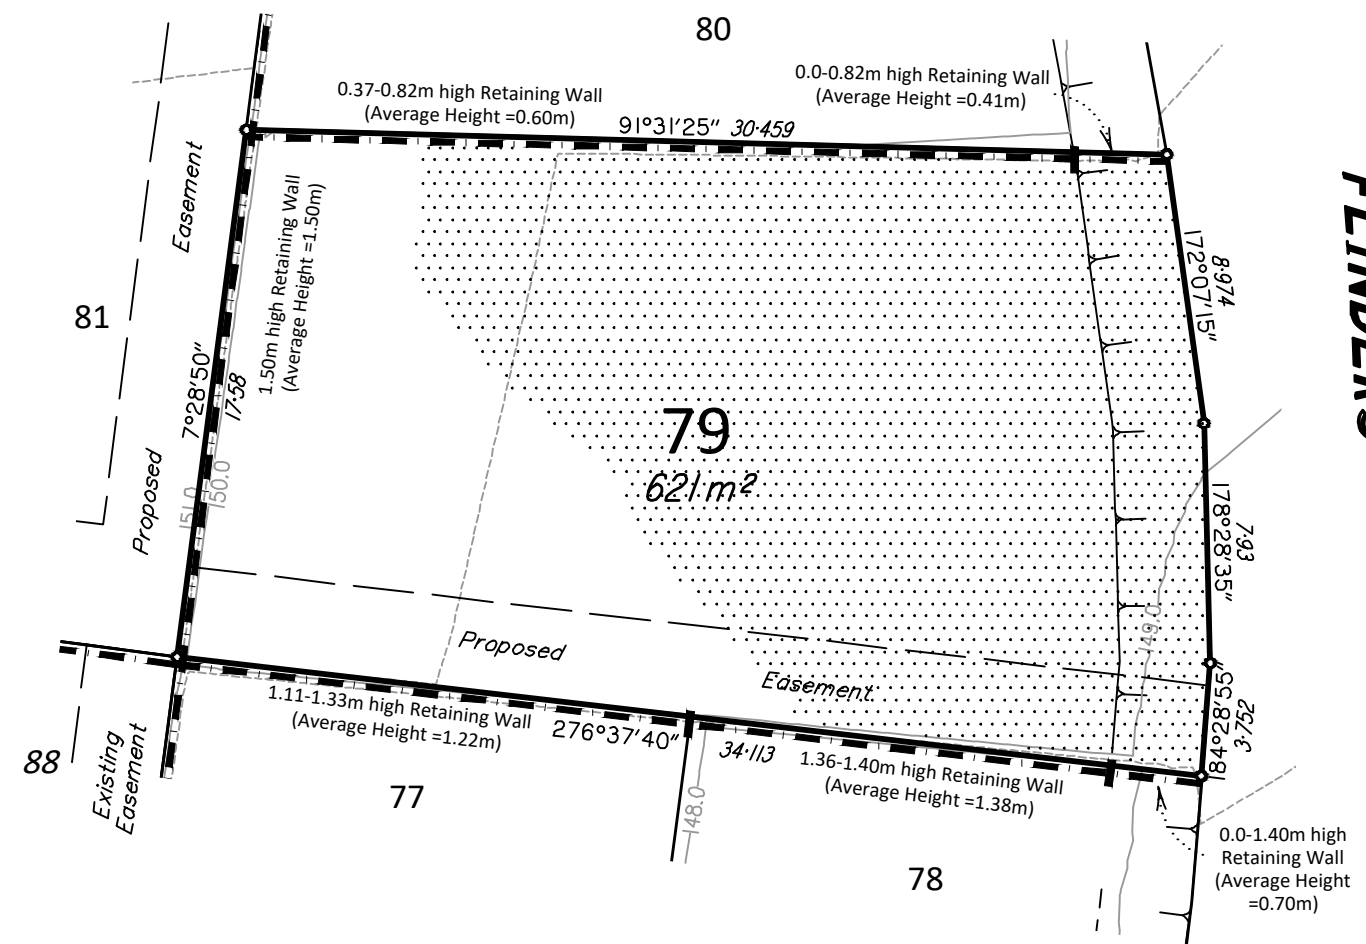 80
0.37-0.82m high Retaining Wall
(Average Height =0.60m)
0.0-0.82m high Retaining Wall
(Average Height =0.41m)
91°31'25" 30·459
Easement
1.50m high Retaining Wall
(Average Height =1.50m)
FLINDERS
8·974
172°07'15"
81
7°28'50"
17·58
79
621m²
Proposed
151.0
150.0
178°28'35"
7·93
149.0
Proposed
Easement
184°28'55"
3·752
1.11-1.33m high Retaining Wall
(Average Height =1.22m)
276°37'40"
34·113
1.36-1.40m high Retaining Wall
(Average Height =1.38m)
88
Existing
Easement
77
148.0
78
0.0-1.40m high
Retaining Wall
(Average Height
=0.70m)